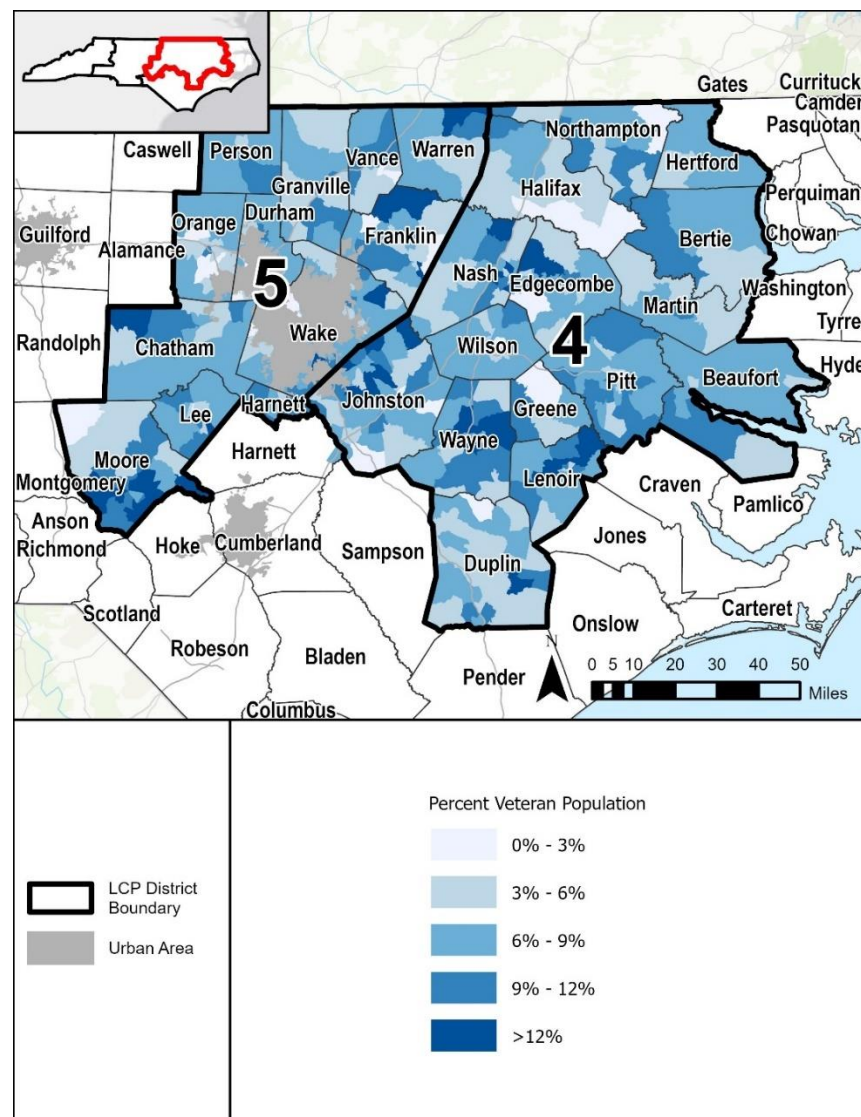 Gates
Currituck
Camden
Pasquotan
Northampton
Caswell
Person
Vance
Warren
Hertford
Granville
Halifax
Perquiman
Orange
Durham
Guilford
Alamance
Franklin
Bertie
Chowan
Nash
5
Edgecombe
Washington
Martin
Tyrre
Randolph
Wake
Chatham
Wilson
4
Hyde
Beaufort
Pitt
Lee
Harnett
Johnston
Greene
Wayne
Harnett
Moore
Lenoir
Craven
Montgomery
Pamlico
Anson
Jones
Richmond
Hoke
Cumberland
Sampson
Duplin
Scotland
Carteret
Onslow
Robeson
Bladen
N
0 5 10 20 30 40 50
Miles
Pender
Columbus
LCP District
Boundary
Urban Area
Percent Veteran Population
0% - 3%
3% - 6%
6% - 9%
9% - 12%
>12%